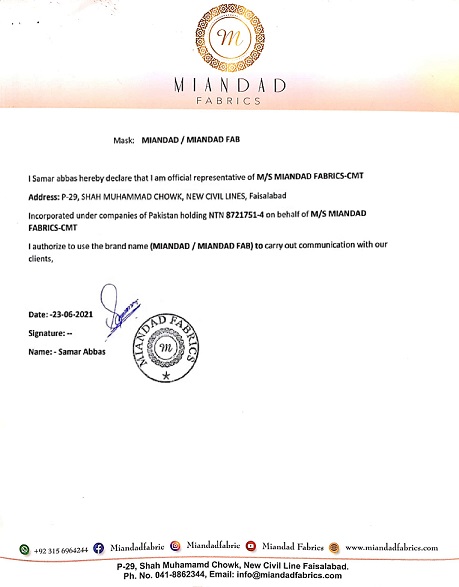 m
MIANDAD
FABRICS
Mask: MIANDAD / MIANDAD FAB
I Samar abbas hereby declare that I am official representative of M/S MIANDAD FABRICS-CMT
Address: P-29, SHAH MUHAMMAD CHOWK, NEW CIVIL LINES, Faisalabad
Incorporated under companies of Pakistan holding NTN 8721751-4 on behalf of M/S MIANDAD
FABRICS-CMT
I authorize to use the brand name (MIANDAD / MIANDAD FAB) to carry out communication with our
clients,
Date: -23-06-2021
Signature: --
Name: - Samar Abbas
MIANDAD FABRICS
m
+92 315 6964244 Miandadfabric Miandadfabric Miandad Fabrics www.miandadfabrics.com
P-29, Shah Muhamamd Chowk, New Civil Line Faisalabad.
Ph. No. 041-8862344, Email: info@miandadfabrics.com